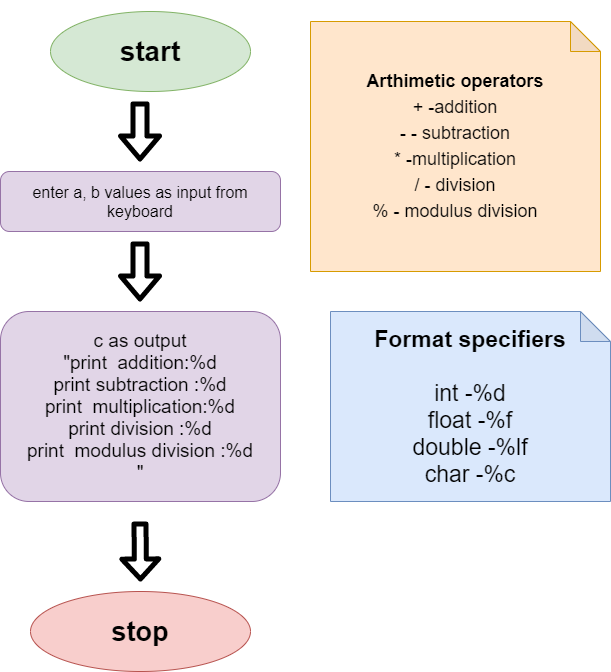 start
enter a, b values as input from
keyboard
c as output
"print  addition:%d
print subtraction :%d
print  multiplication:%d
print division :%d
print  modulus division :%d
"
stop
Arthimetic operators
+ -addition
- - subtraction
* -multiplication
/ - division
% - modulus division
Format specifiers
int -%d
float -%f
double -%lf
char -%c